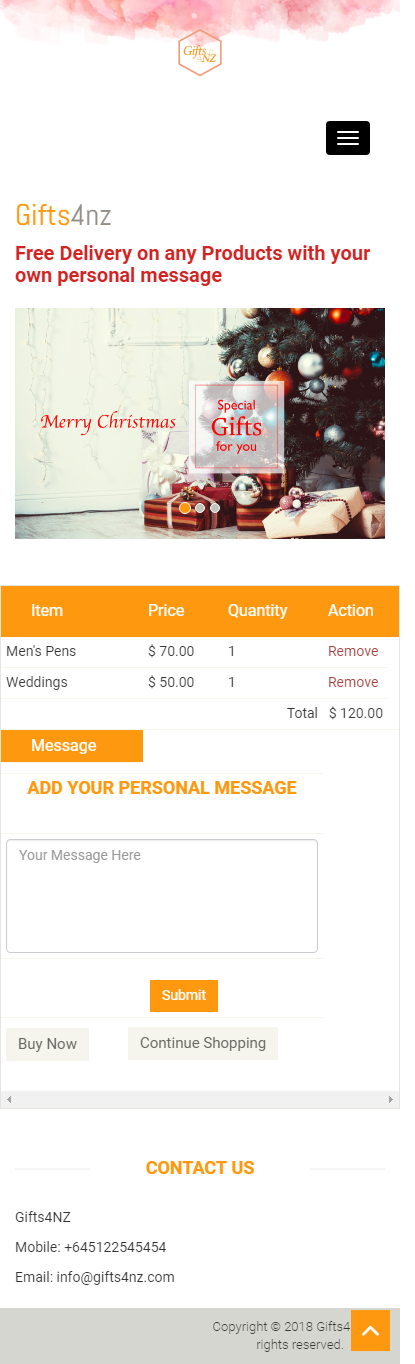 Gifts
NZ
Gifts4nz
Free Delivery on any Products with your
own personal message
Merry Christmas
Special
Gifts
for you
Item Price Quantity Action
Men's Pens $ 70.00 1 Remove
Weddings $ 50.00 1 Remove
Total $ 120.00
Message
ADD YOUR PERSONAL MESSAGE
Your Message Here
Submit
Buy Now Continue Shopping
CONTACT US
Gifts4NZ
Mobile: +645122545454
Email: info@gifts4nz.com
Copyright © 2018 Gifts4
rights reserved.